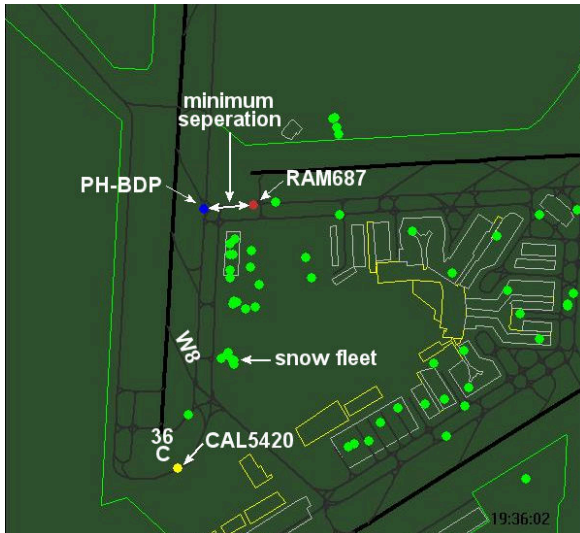 minimum
seperation
PH-BDP
RAM687
W8
snow fleet
36
C
CAL5420
19:36:02